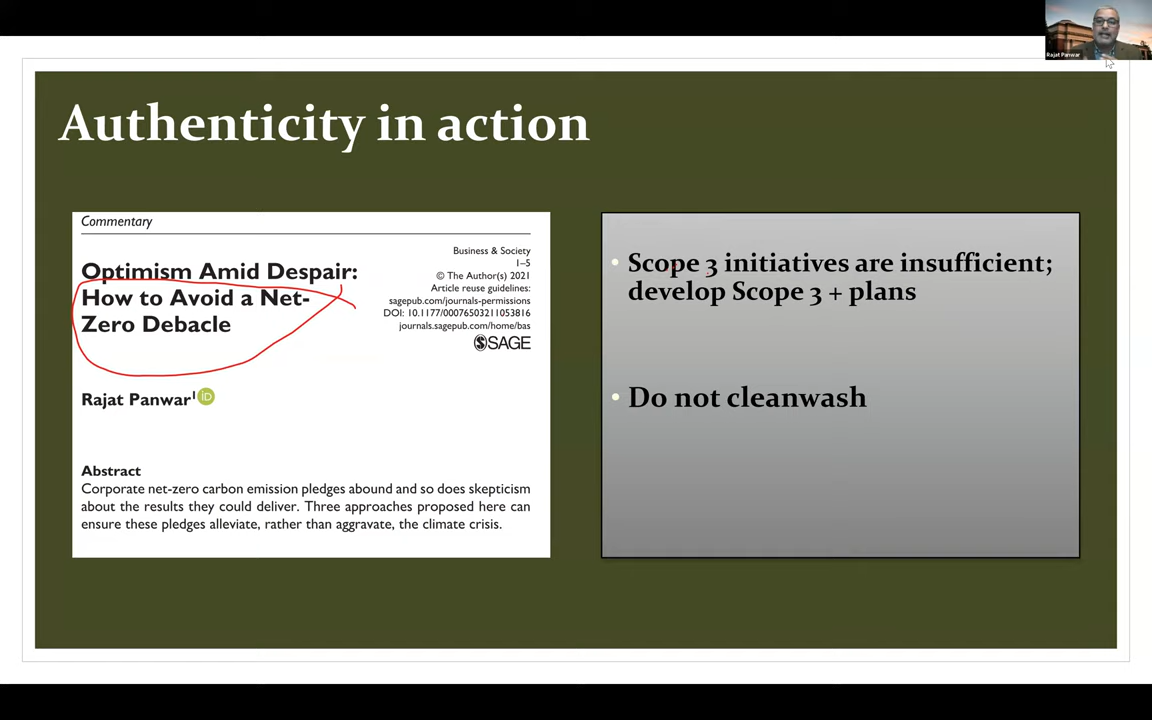 Rajat Panwar
Authenticity in action
Commentary
Optimism Amid Despair:
How to Avoid a Net-
Zero Debacle
Business & Society
1–5
© The Author(s) 2021
Article reuse guidelines:
sagepub.com/journals-permissions
DOI: 10.1177/00076503211053816
journals.sagepub.com/home/bas
SAGE
Rajat Panwar¹ iD
Abstract
Corporate net-zero carbon emission pledges abound and so does skepticism
about the results they could deliver. Three approaches proposed here can
ensure these pledges alleviate, rather than aggravate, the climate crisis.
• Scope 3 initiatives are insufficient;
develop Scope 3 + plans
• Do not cleanwash